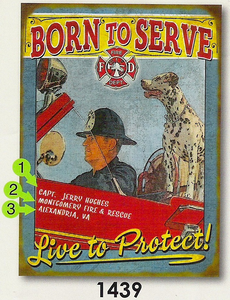 BORN TO SERVE
FIRE
F D
DEPT.
1
CAPT. JERRY HUGHES
2
MONTGOMERY FIRE & RESCUE
3
ALEXANDRIA, VA
Live to Protect!
1439